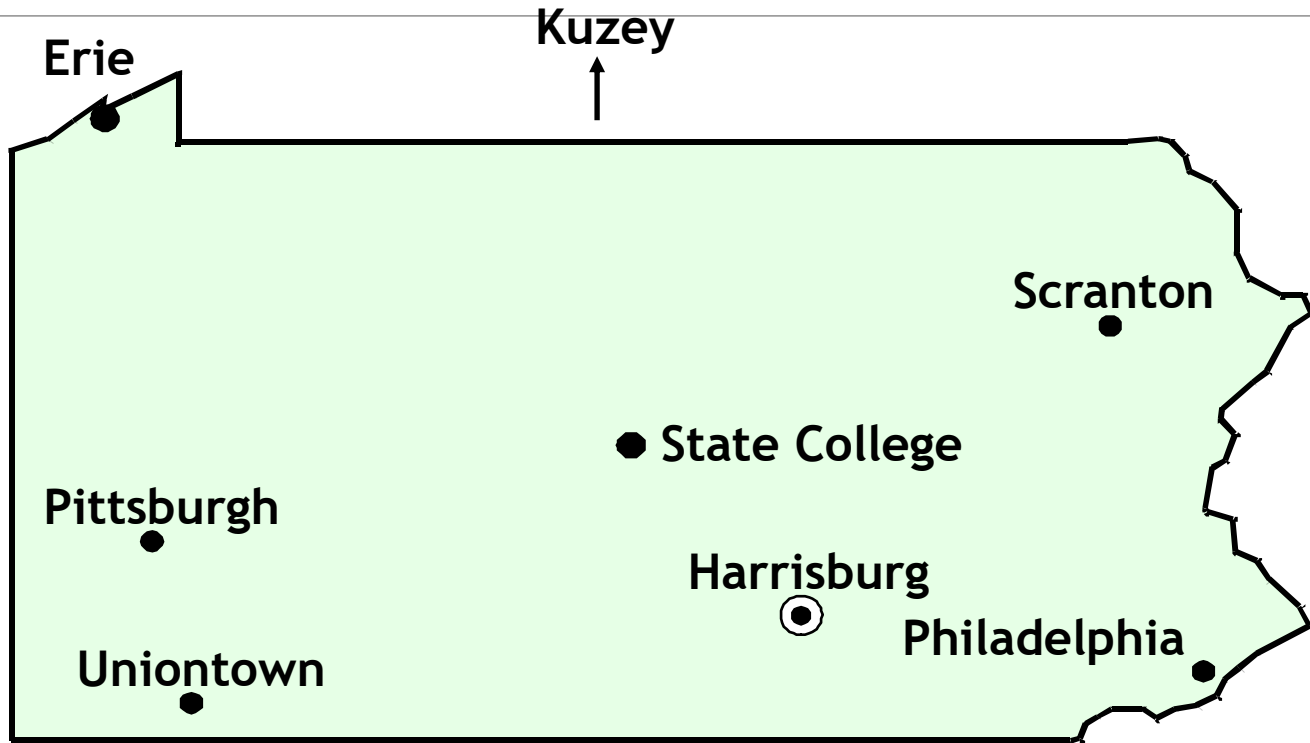 Kuzey
Erie
Scranton
State College
Pittsburgh
Harrisburg
Philadelphia
Uniontown